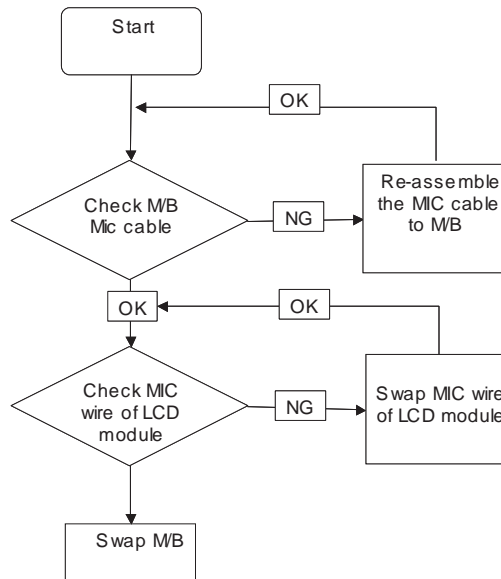 Start
OK
Check M/B
Mic cable
NG
Re-assemble
the MIC cable
to M/B
OK
OK
Check MIC
wire of LCD
module
NG
Swap MIC wire
of LCD module
Swap M/B